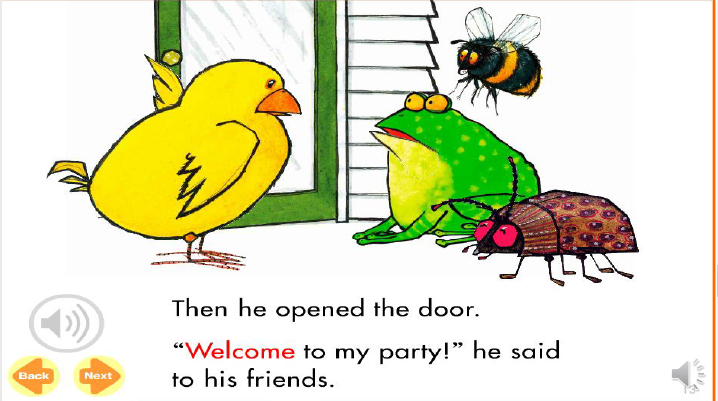 Then he opened the door.
“Welcome to my party!” he said
to his friends.
Back
Next